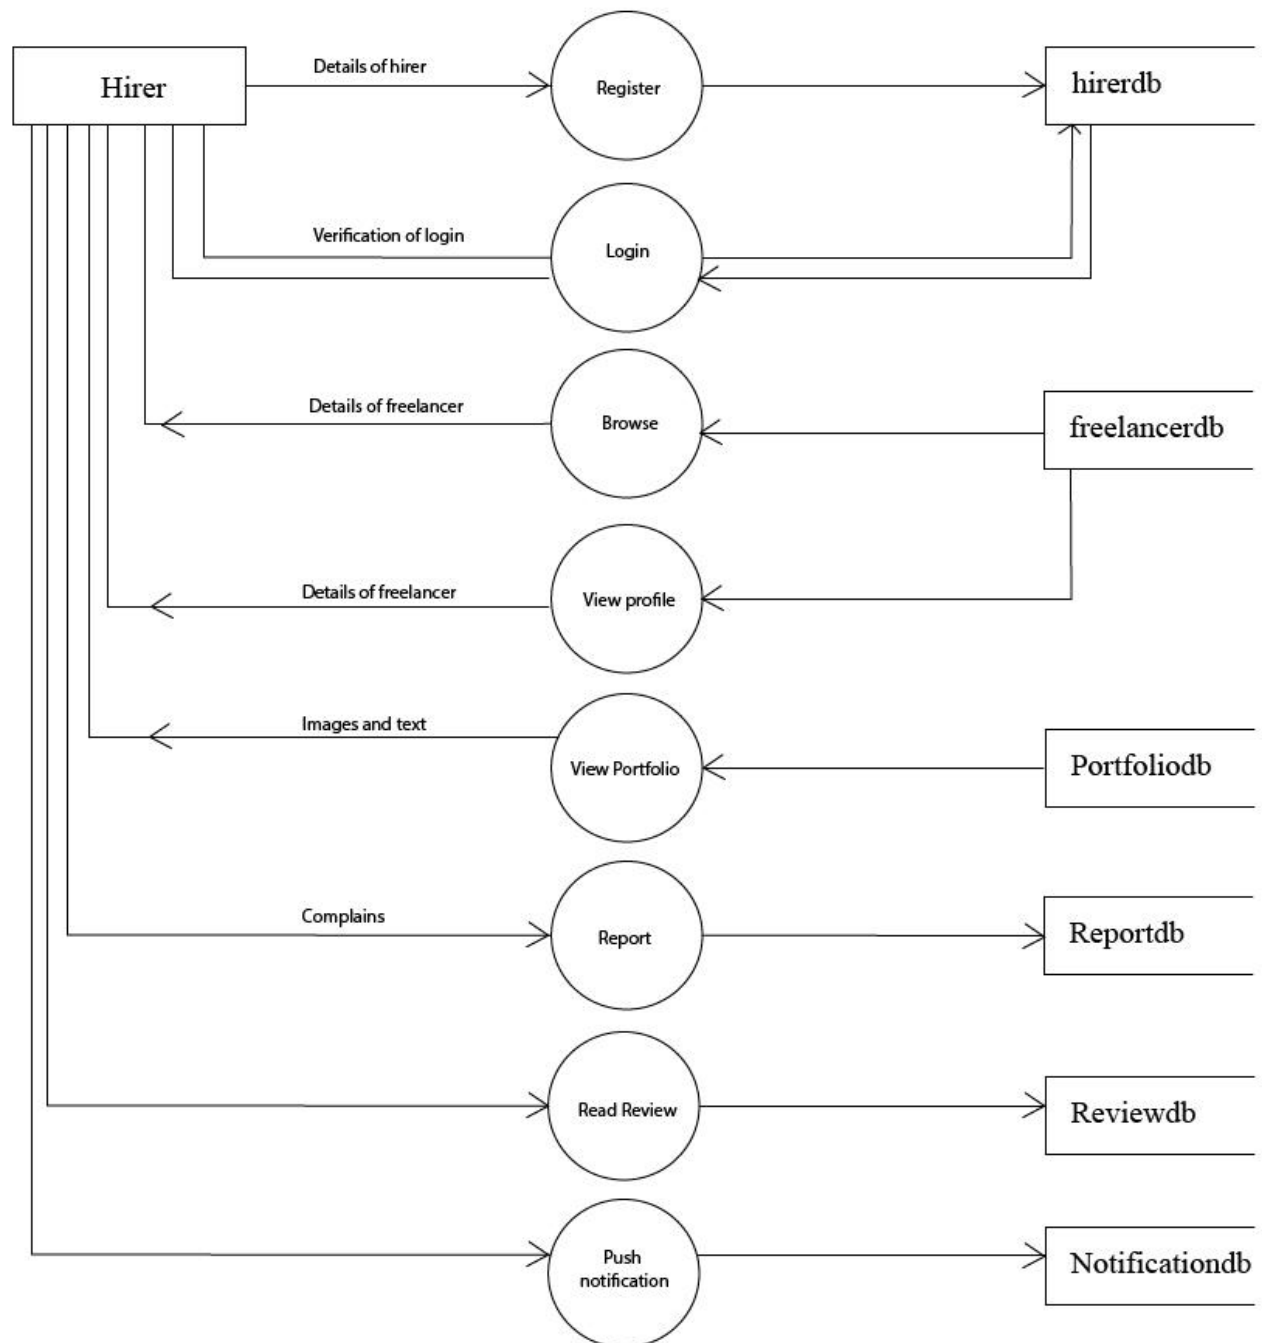 Hirer
Details of hirer
Register
hirerdb
Verification of login
Login
Details of freelancer
Browse
freelancerdb
Details of freelancer
View profile
Images and text
View Portfolio
Portfoliodb
Complains
Report
Reportdb
Read Review
Reviewdb
Push
notification
Notificationdb